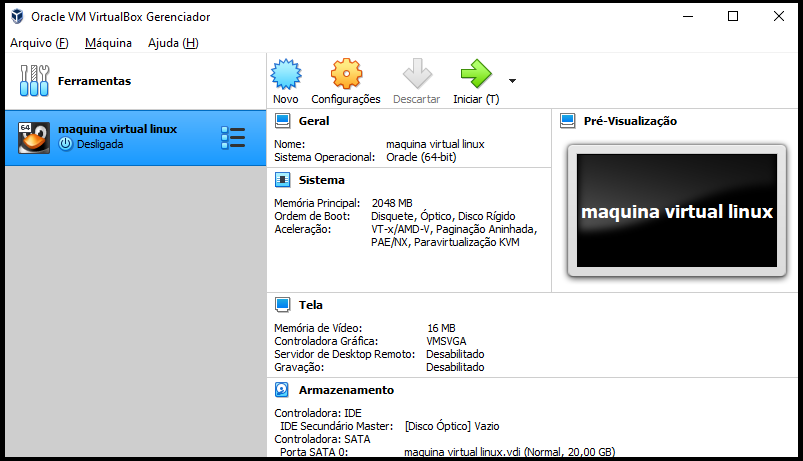 Oracle VM VirtualBox Gerenciador
Arquivo (F) Máquina Ajuda (H)
Ferramentas
Novo Configurações Descartar Iniciar (T)
64
maquina virtual linux
Desligada
Geral
Nome: maquina virtual linux
Sistema Operacional: Oracle (64-bit)
Sistema
Memória Principal: 2048 MB
Ordem de Boot: Disquete, Óptico, Disco Rígido
Aceleração: VT-x/AMD-V, Paginação Aninhada,
PAE/NX, Paravirtualização KVM
Pré-Visualização
maquina virtual linux
Tela
Memória de Vídeo: 16 MB
Controladora Gráfica: VMSVGA
Servidor de Desktop Remoto: Desabilitado
Gravação: Desabilitado
Armazenamento
Controladora: IDE
IDE Secundário Master: [Disco Óptico] Vazio
Controladora: SATA
Porta SATA 0: maquina virtual linux.vdi (Normal, 20,00 GB)